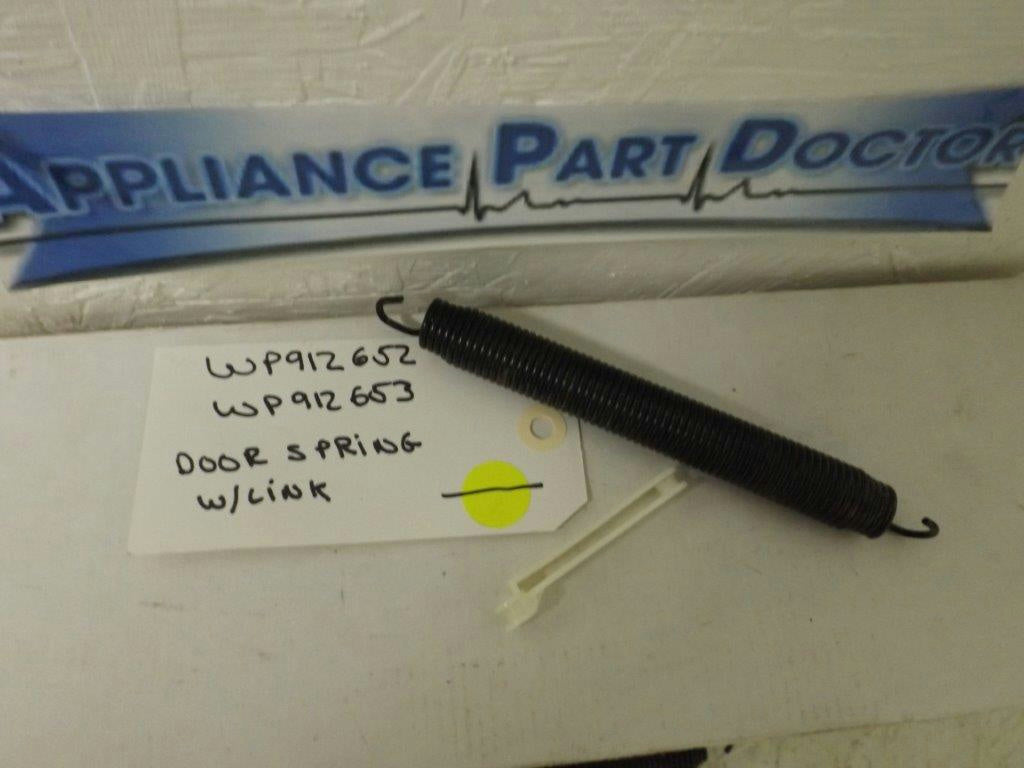 APPLIANCE PART DOCTOR
WP912652
WP912653
DOOR SPRING
W/LINK